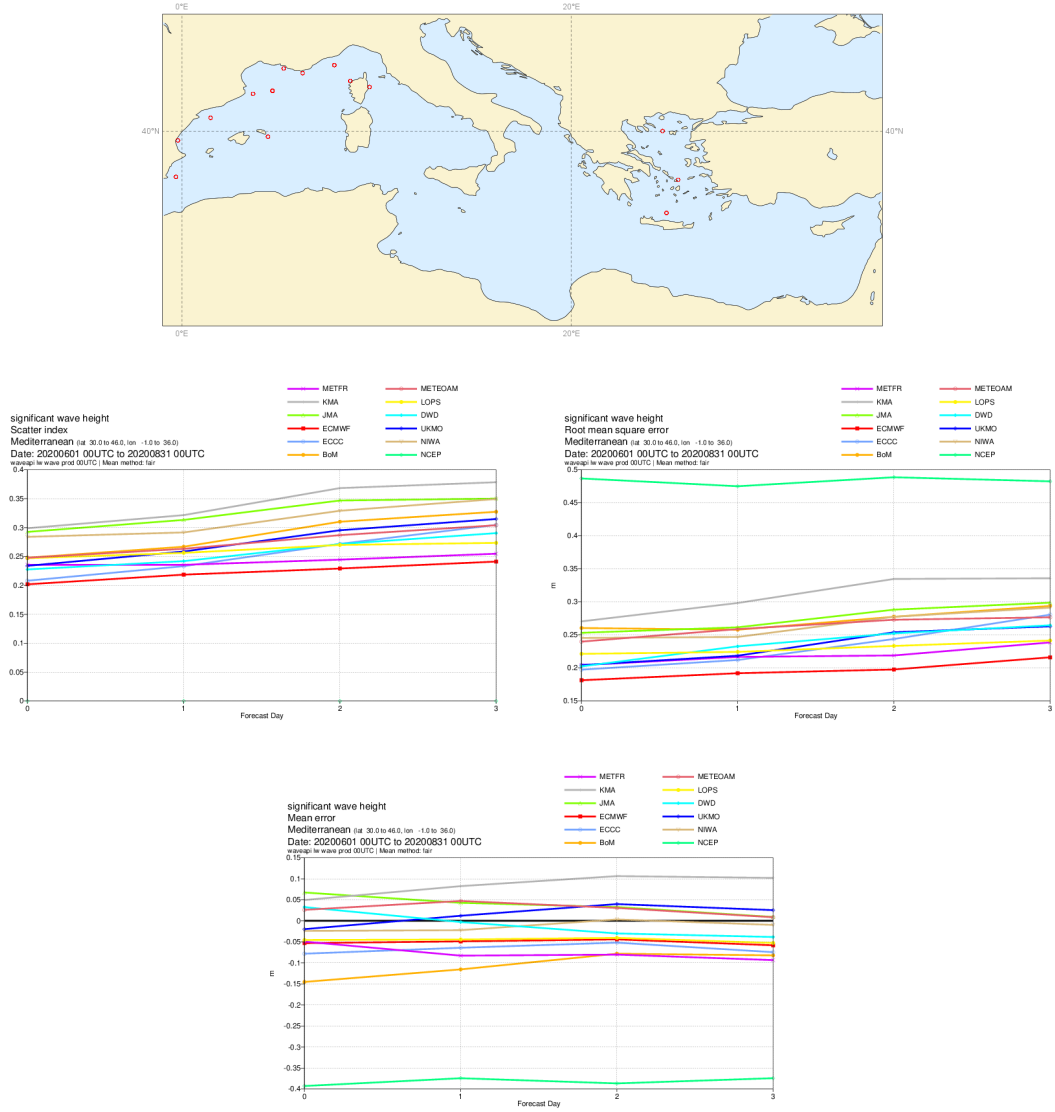 0°E 20°E
40°N 40°N
0°E 20°E
METFR METEOAM
KMA LOPS
JMA DWD
ECMWF UKMO
ECCC NIWA
BoM NCEP
significant wave height
Scatter index
Mediterranean (lat 30.0 to 46.0, lon -1.0 to 36.0)
Date: 20200601 00UTC to 20200831 00UTC
waveapi lw wave prod 00UTC | Mean method: fair
0.4
0.35
0.3
0.25
0.2
0.15
0.1
0.05
0
0 1 2 3
Forecast Day
METFR METEOAM
KMA LOPS
JMA DWD
ECMWF UKMO
ECCC NIWA
BoM NCEP
significant wave height
Root mean square error
Mediterranean (lat 30.0 to 46.0, lon -1.0 to 36.0)
Date: 20200601 00UTC to 20200831 00UTC
waveapi lw wave prod 00UTC | Mean method: fair
0.5
0.45
0.4
0.35
0.3
0.25
0.2
0.15
m
0 1 2 3
Forecast Day
METFR METEOAM
KMA LOPS
JMA DWD
ECMWF UKMO
ECCC NIWA
BoM NCEP
significant wave height
Mean error
Mediterranean (lat 30.0 to 46.0, lon -1.0 to 36.0)
Date: 20200601 00UTC to 20200831 00UTC
waveapi lw wave prod 00UTC | Mean method: fair
0.15
0.1
0.05
0
-0.05
-0.1
-0.15
-0.2
-0.25
-0.3
-0.35
-0.4
m
0 1 2 3
Forecast Day